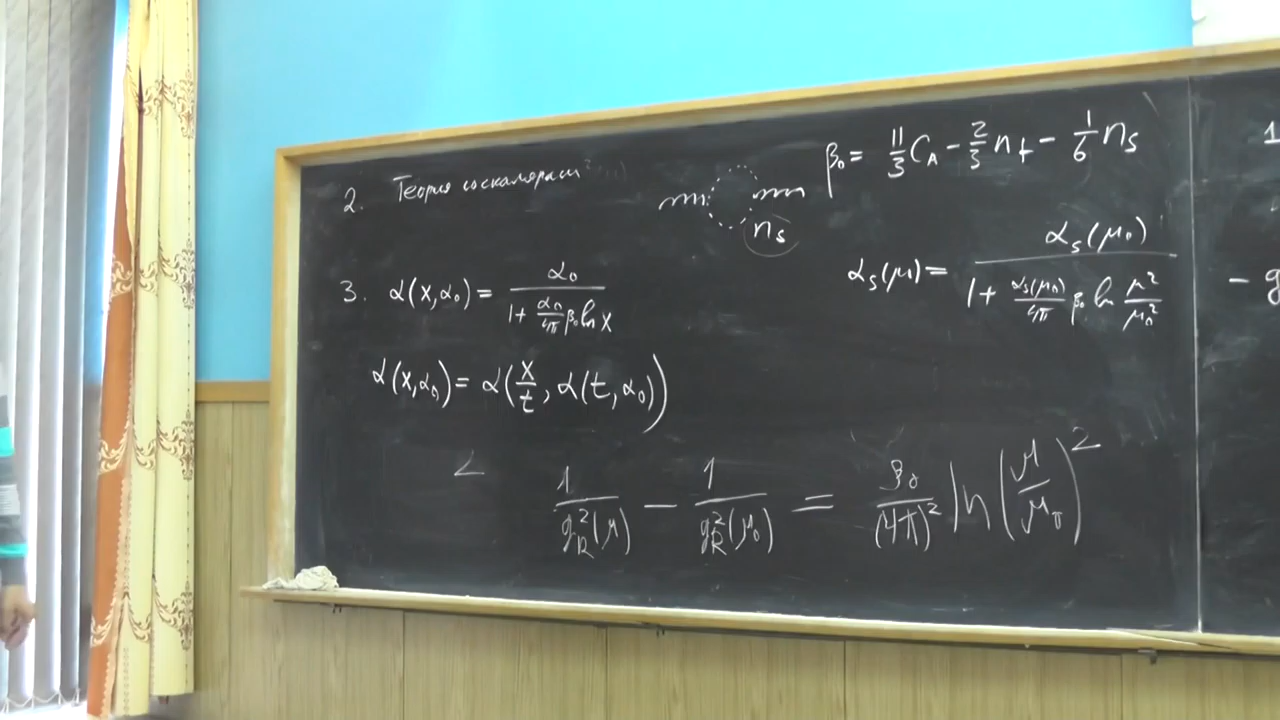 2. Теория со скалярами
n_s
β₀ = 11/3 C_A - 2/3 n_f - 1/6 n_s
α_s(μ) = α_s(μ₀) / (1 + α_s(μ₀)/4π β₀ ln μ²/μ₀²)
3. α(x, α₀) = α₀ / (1 + α₀/4π β₀ ln x)
α(x, α₀) = α(x/t, α(t, α₀))
1/g_R²(μ) - 1/g_R²(μ₀) = β₀/(4π)² ln(μ/μ₀)²
1
- g